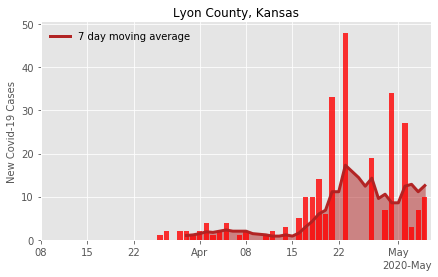 Lyon County, Kansas
7 day moving average
New Covid-19 Cases
50
40
30
20
10
0
08 15 22 Apr 08 15 22 May
2020-May